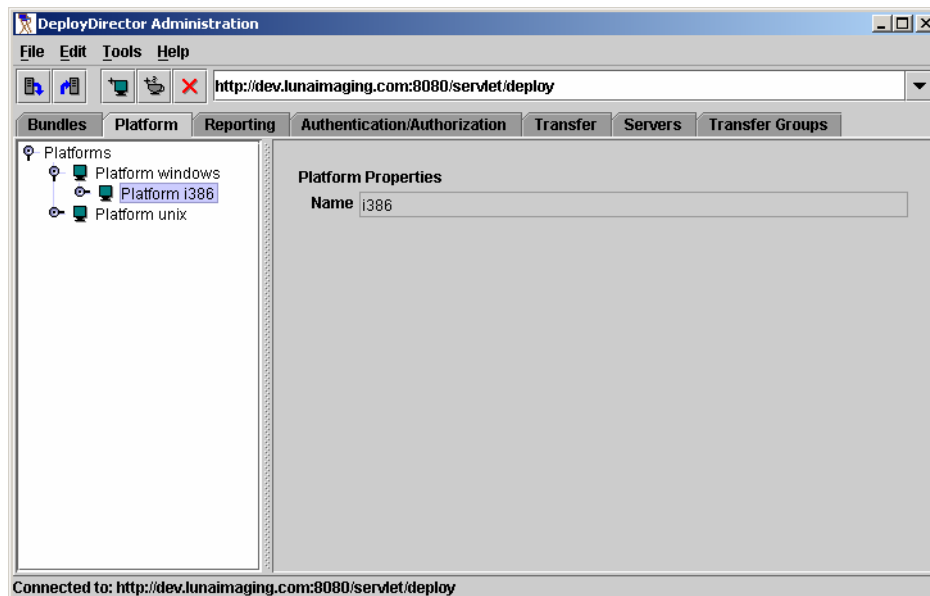 DeployDirector Administration
File Edit Tools Help
http://dev.lunaimaging.com:8080/servlet/deploy
Bundles Platform Reporting Authentication/Authorization Transfer Servers Transfer Groups
Platforms
Platform windows
Platform i386
Platform unix
Platform Properties
Name i386
Connected to: http://dev.lunaimaging.com:8080/servlet/deploy